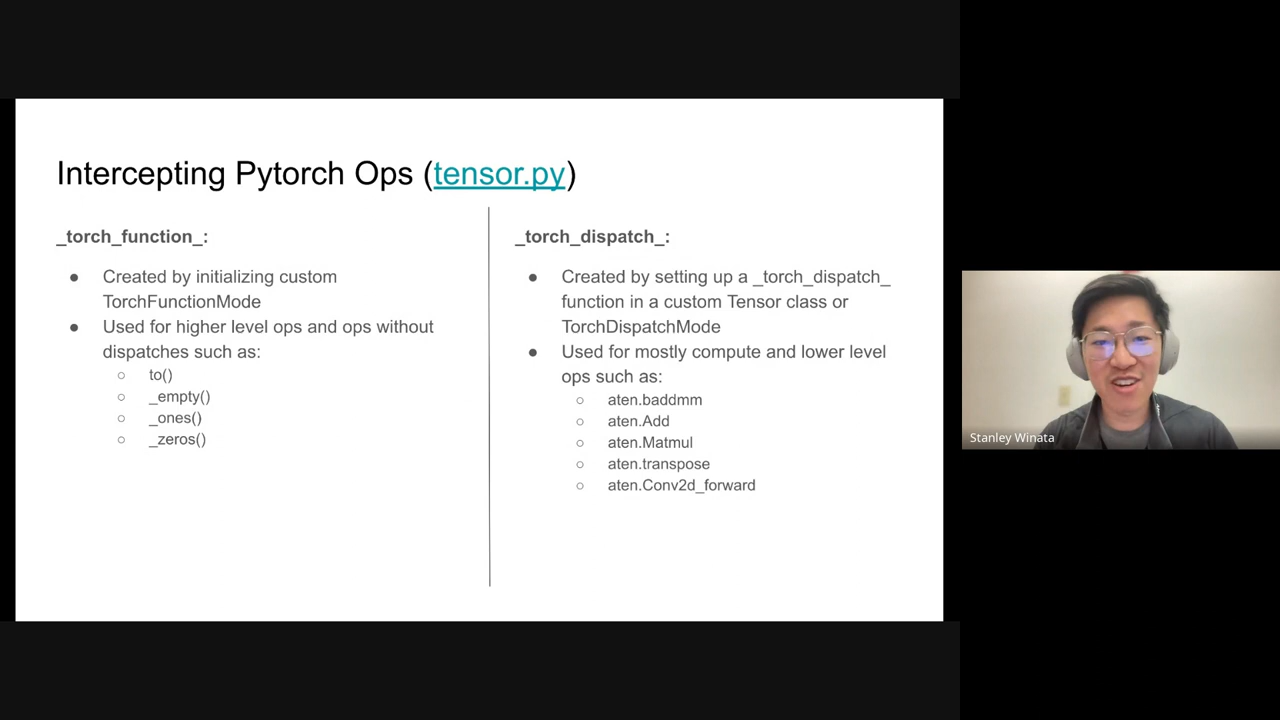 Intercepting Pytorch Ops (tensor.py)
_torch_function_:
● Created by initializing custom
TorchFunctionMode
● Used for higher level ops and ops without
dispatches such as:
○ to()
○ _empty()
○ _ones()
○ _zeros()
_torch_dispatch_:
● Created by setting up a _torch_dispatch_
function in a custom Tensor class or
TorchDispatchMode
● Used for mostly compute and lower level
ops such as:
○ aten.baddmm
○ aten.Add
○ aten.Matmul
○ aten.transpose
○ aten.Conv2d_forward
Stanley Winata